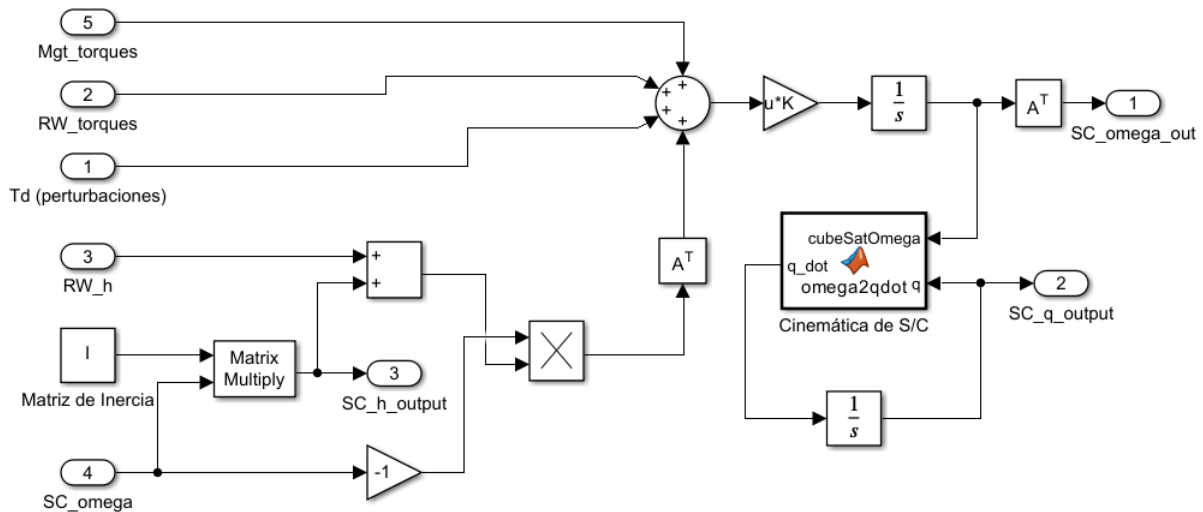 5
Mgt_torques
2
RW_torques
1
Td (perturbaciones)
+
+
+
+
u*K
1
s
A^T
1
SC_omega_out
3
RW_h
+
+
A^T
cubeSatOmega
q_dot
omega2qdot
q
Cinemática de S/C
2
SC_q_output
I
Matriz de Inercia
Matrix
Multiply
3
SC_h_output
1
s
4
SC_omega
-1